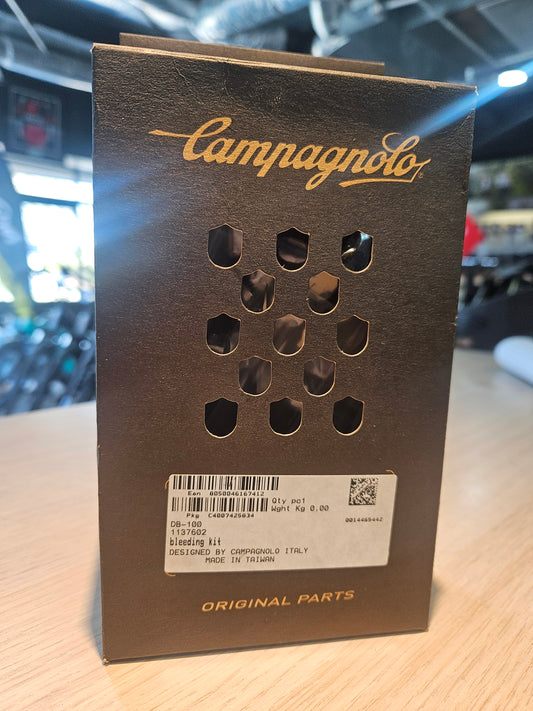 Campagnolo
Ean 8050046167412
Qty pc1
Pkg C4007425634
Wght Kg 0.00
DB-100
0014465442
1137602
bleeding kit
DESIGNED BY CAMPAGNOLO ITALY
MADE IN TAIWAN
ORIGINAL PARTS